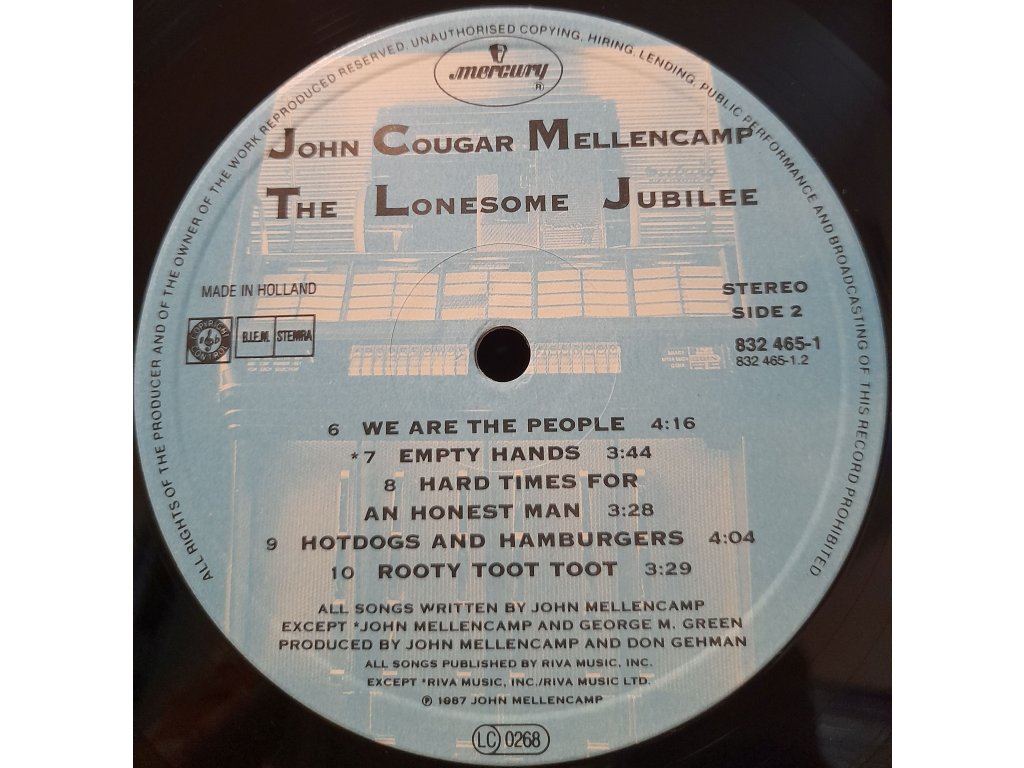 ALL RIGHTS OF THE PRODUCER AND OF THE OWNER OF THE WORK REPRODUCED RESERVED. UNAUTHORISED COPYING, HIRING, LENDING, PUBLIC PERFORMANCE AND BROADCASTING OF THIS RECORD PROHIBITED.
mercury
®
JOHN COUGAR MELLENCAMP
THE LONESOME JUBILEE
MADE IN HOLLAND
STEREO
SIDE 2
B.I.E.M. STEMRA
832 465-1
832 465-1.2
6 WE ARE THE PEOPLE 4:16
*7 EMPTY HANDS 3:44
8 HARD TIMES FOR
AN HONEST MAN 3:28
9 HOTDOGS AND HAMBURGERS 4:04
10 ROOTY TOOT TOOT 3:29
ALL SONGS WRITTEN BY JOHN MELLENCAMP
EXCEPT *JOHN MELLENCAMP AND GEORGE M. GREEN
PRODUCED BY JOHN MELLENCAMP AND DON GEHMAN
ALL SONGS PUBLISHED BY RIVA MUSIC, INC.
EXCEPT *RIVA MUSIC, INC./RIVA MUSIC LTD.
℗ 1987 JOHN MELLENCAMP
LC 0268